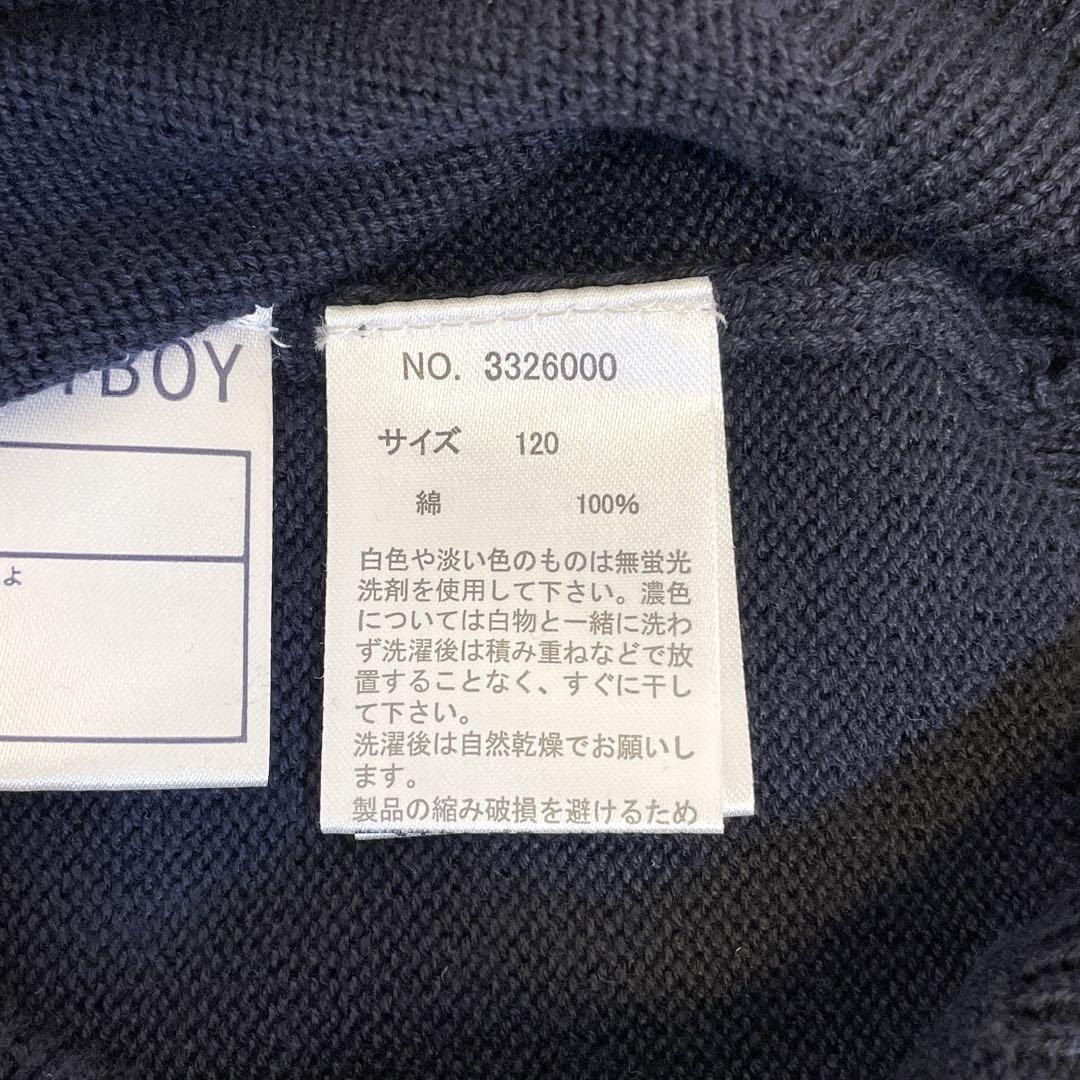 BOY
ょ
NO. 3326000
サイズ 120
綿 100%
白色や淡い色のものは無蛍光
洗剤を使用して下さい。濃色
については白物と一緒に洗わ
ず洗濯後は積み重ねなどで放
置することなく、すぐに干し
て下さい。
洗濯後は自然乾燥でお願いし
ます。
製品の縮み破損を避けるため